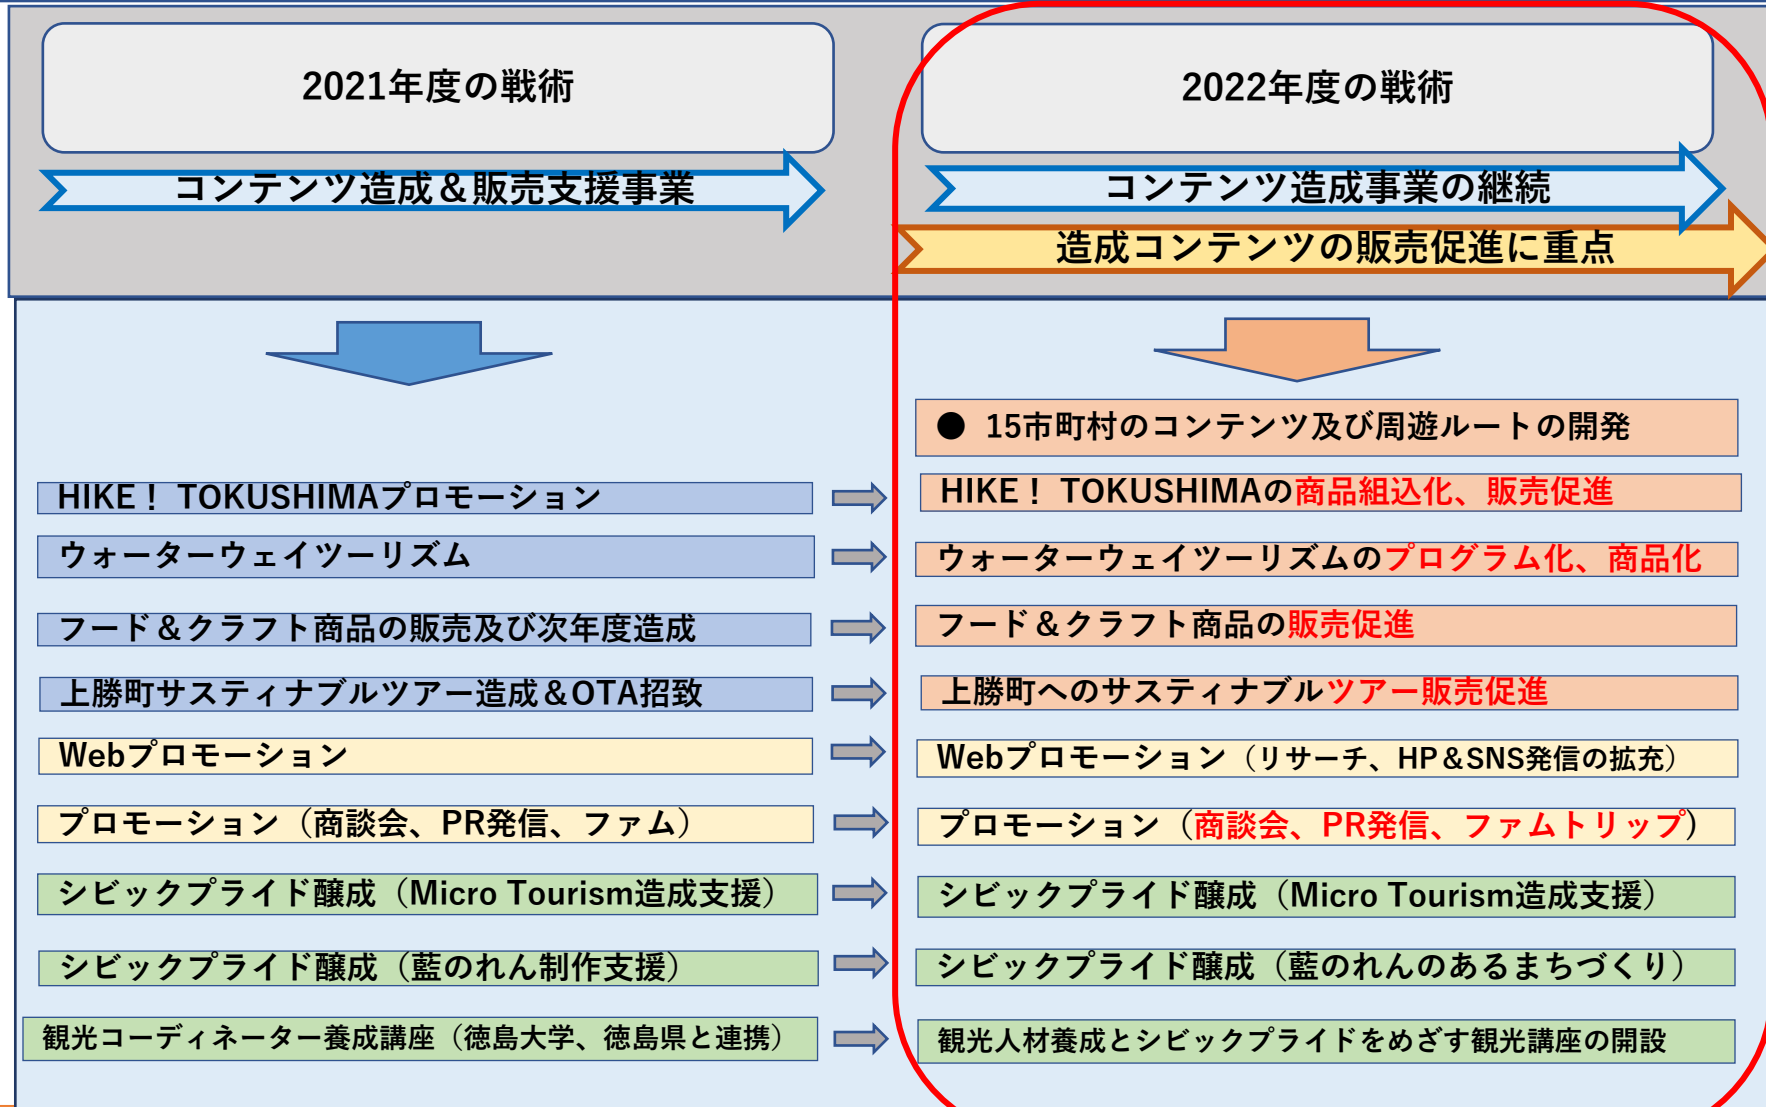 2021年度の戦術
コンテンツ造成＆販売支援事業
2022年度の戦術
コンテンツ造成事業の継続
造成コンテンツの販売促進に重点
● 15市町村のコンテンツ及び周遊ルートの開発
HIKE！ TOKUSHIMAプロモーション
HIKE！ TOKUSHIMAの商品組込化、販売促進
ウォーターウェイツーリズム
ウォーターウェイツーリズムのプログラム化、商品化
フード＆クラフト商品の販売及び次年度造成
フード＆クラフト商品の販売促進
上勝町サスティナブルツアー造成＆OTA招致
上勝町へのサスティナブルツアー販売促進
Webプロモーション
Webプロモーション（リサーチ、HP＆SNS発信の拡充）
プロモーション（商談会、PR発信、ファム）
プロモーション（商談会、PR発信、ファムトリップ）
シビックプライド醸成（Micro Tourism造成支援）
シビックプライド醸成（Micro Tourism造成支援）
シビックプライド醸成（藍のれん制作支援）
シビックプライド醸成（藍のれんのあるまちづくり）
観光コーディネーター養成講座（徳島大学、徳島県と連携）
観光人材養成とシビックプライドをめざす観光講座の開設